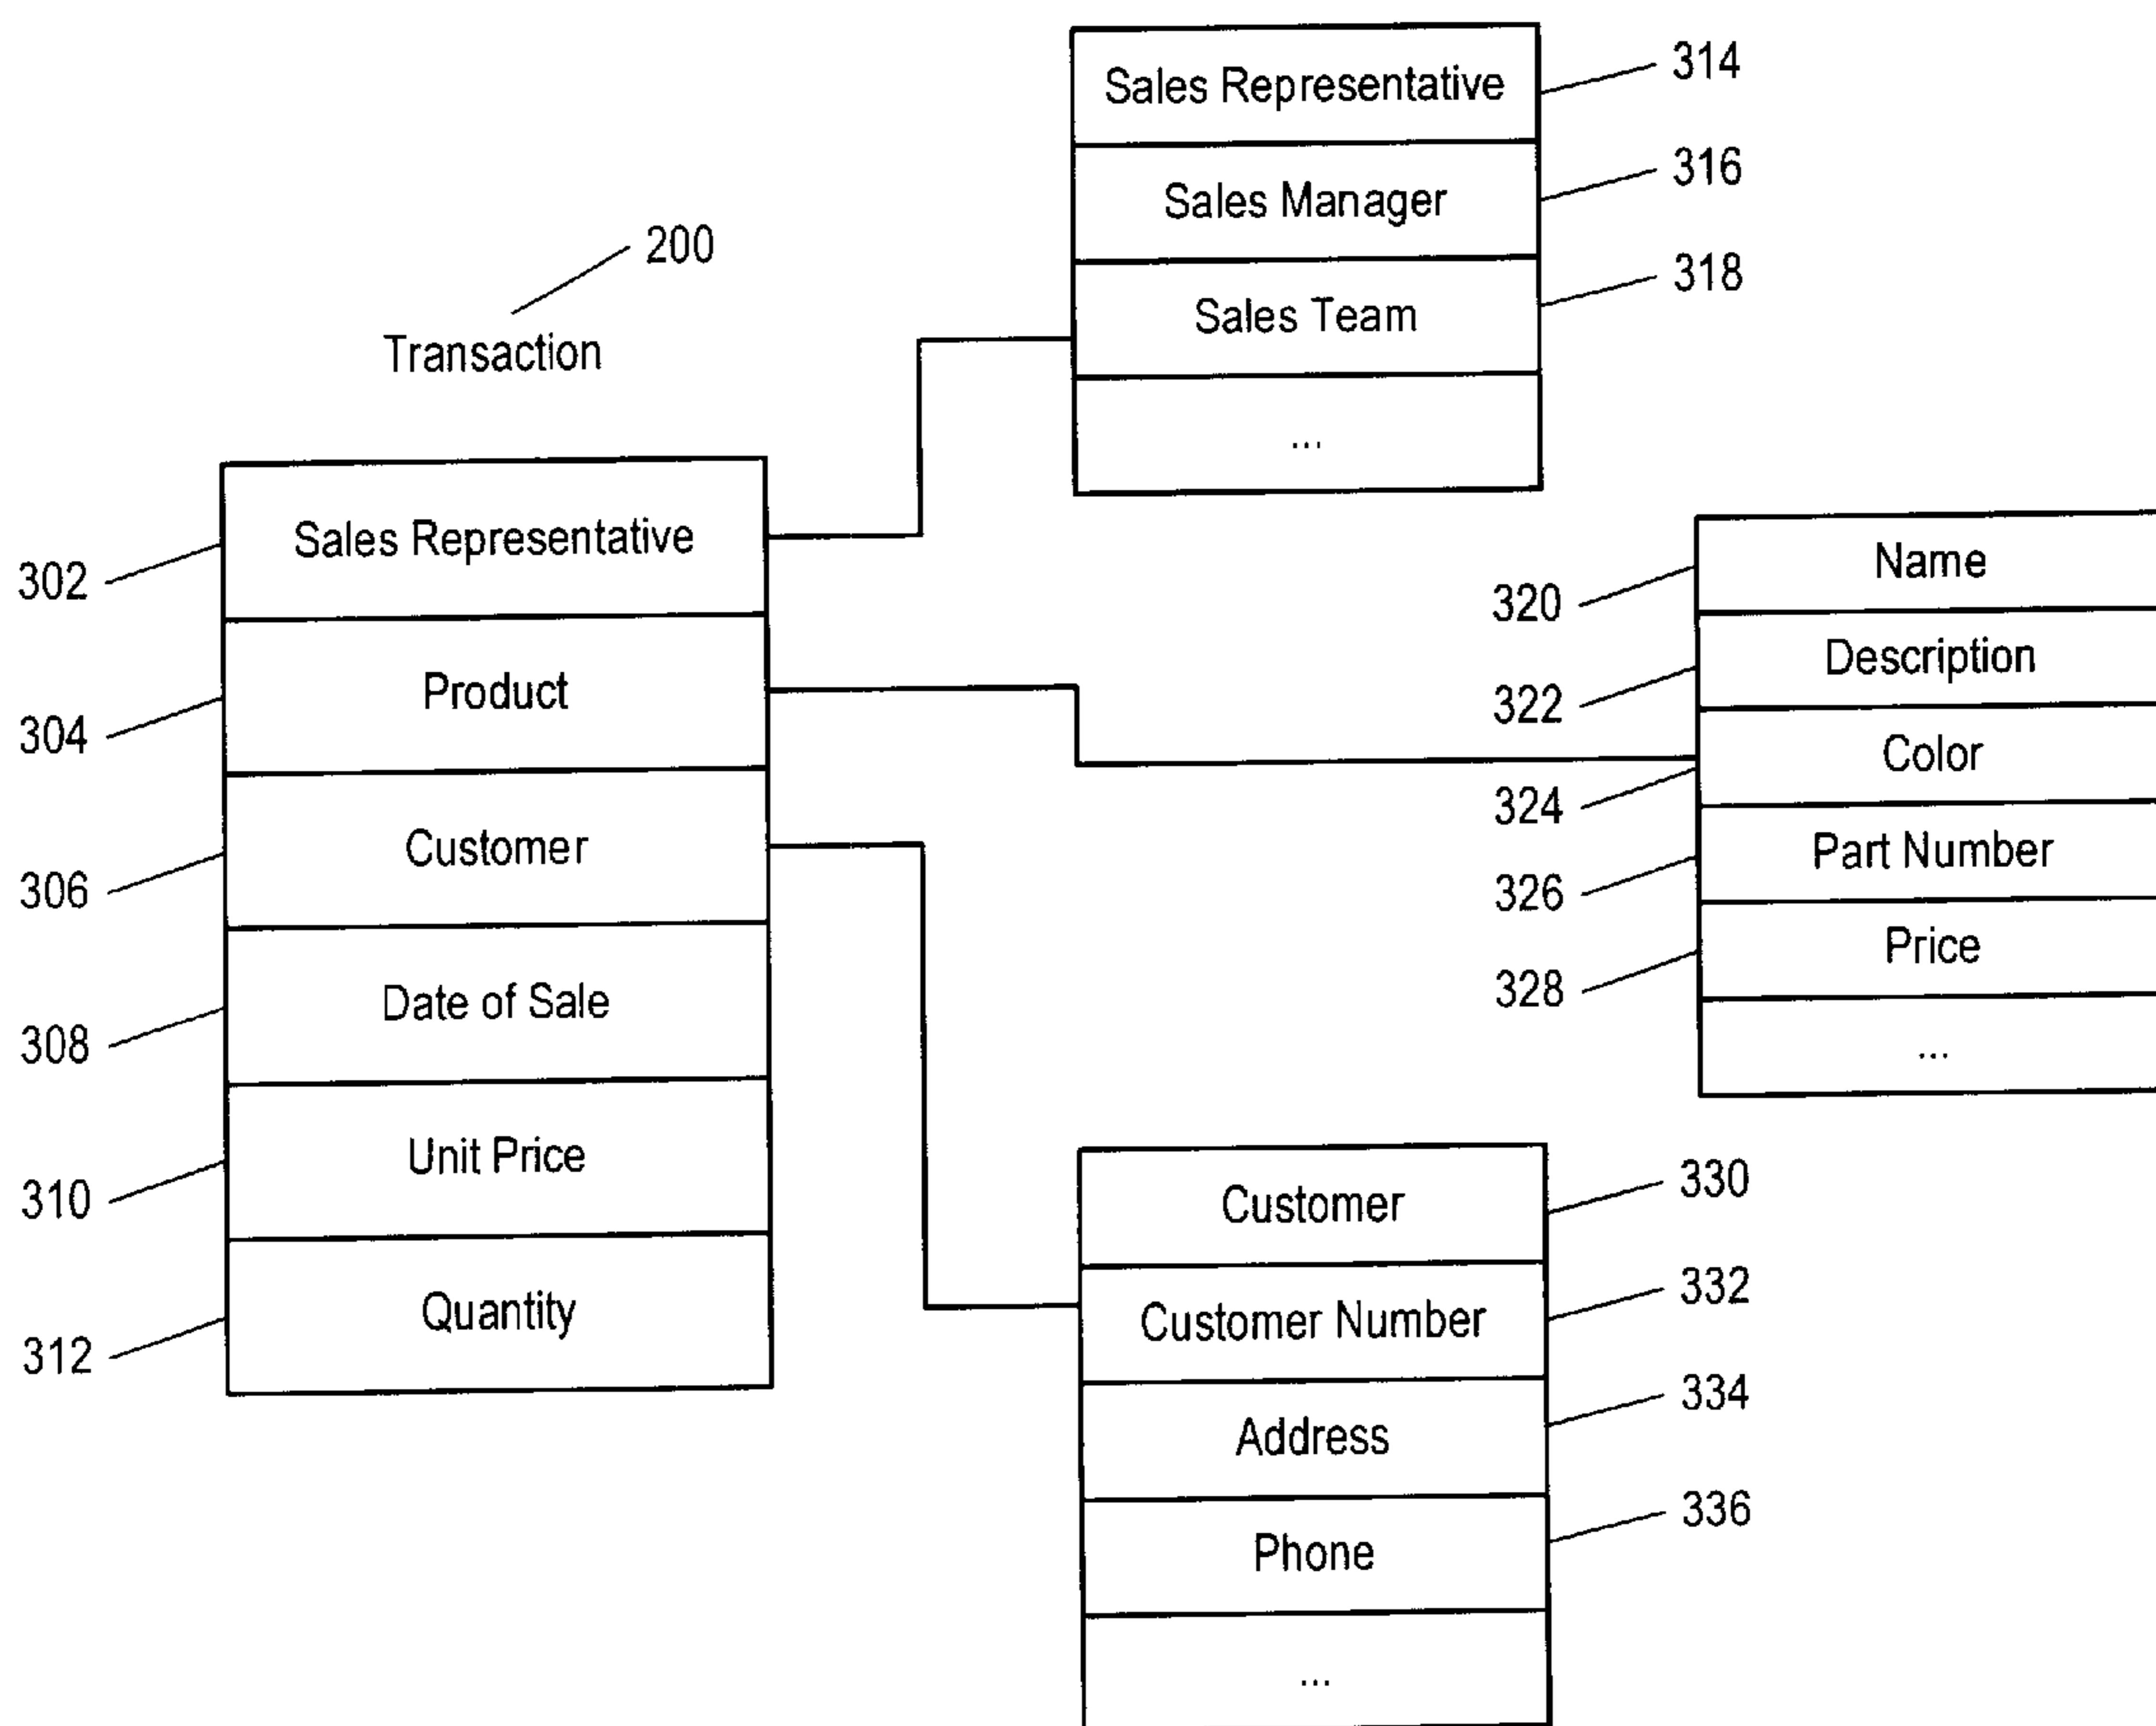 200
Transaction
302
Sales Representative
304
Product
306
Customer
308
Date of Sale
310
Unit Price
312
Quantity
Sales Representative
314
Sales Manager
316
Sales Team
318
...
320
Name
322
Description
324
Color
326
Part Number
328
Price
...
Customer
330
Customer Number
332
Address
334
Phone
336
...